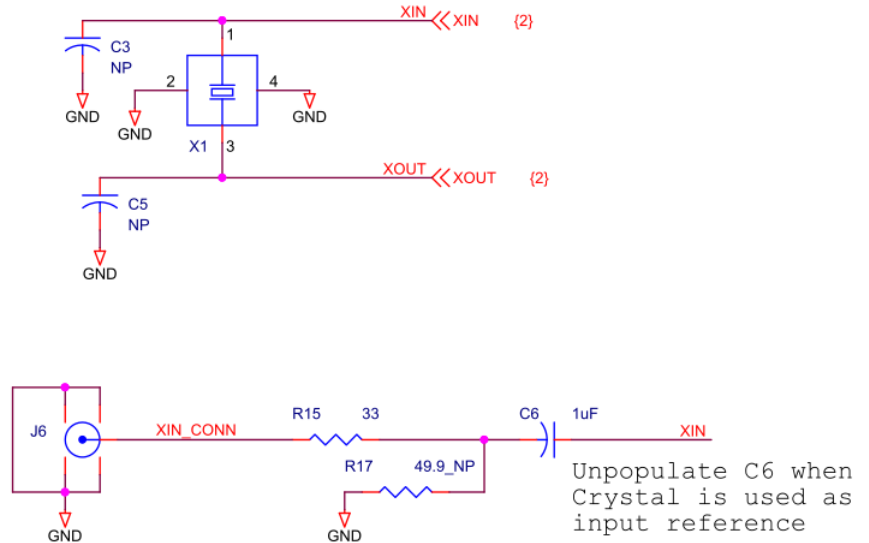 XIN
XIN
{2}
1
C3
NP
2
4
GND
GND
GND
X1
3
XOUT
XOUT
{2}
C5
NP
GND
R15
33
C6
1uF
J6
XIN_CONN
XIN
R17
49.9_NP
Unpopulate C6 when
Crystal is used as
input reference
GND
GND